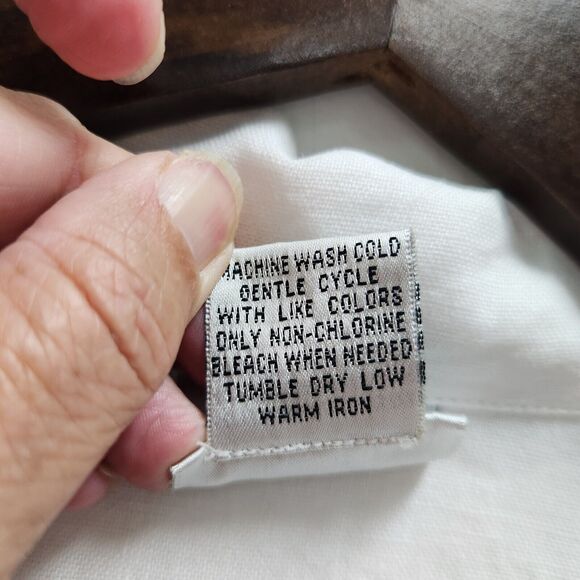 MACHINE WASH COLD
GENTLE CYCLE
WITH LIKE COLORS
ONLY NON-CHLORINE
BLEACH WHEN NEEDED
TUMBLE DRY LOW
WARM IRON